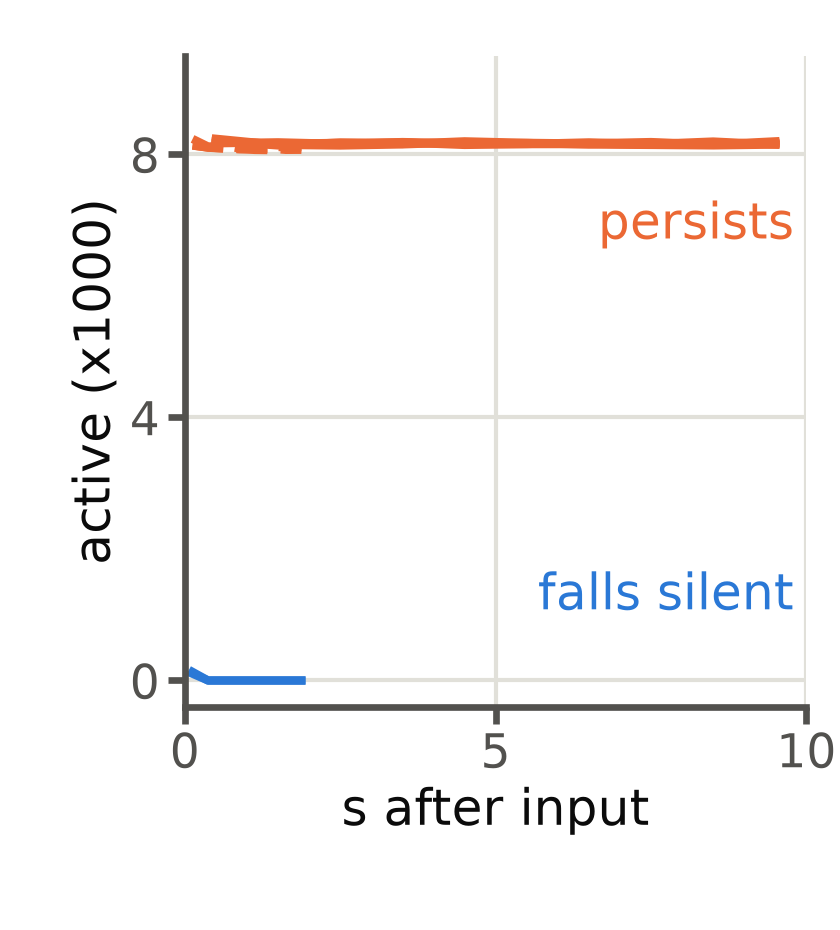 active (x1000)
8
4
0
persists
falls silent
0 5 10
s after input